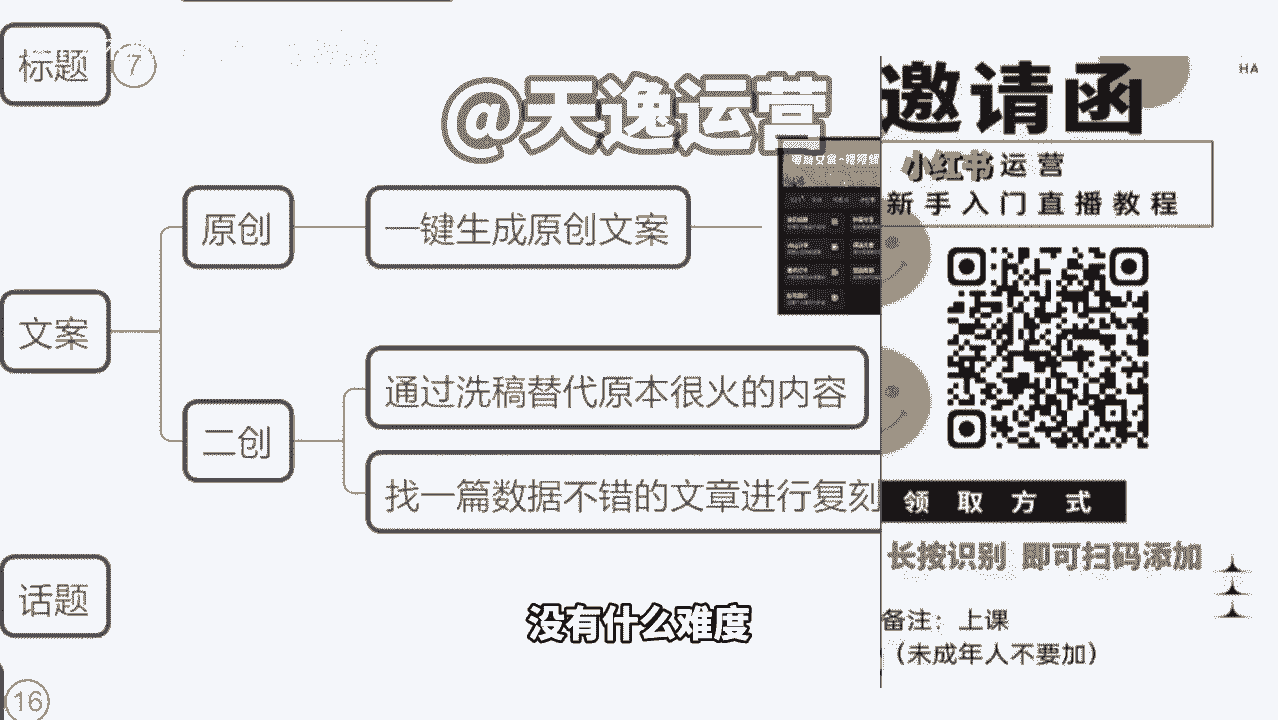 标题
7
@天逸运营
原创
一键生成原创文案
文案
二创
通过洗稿替代原本很火的内容
找一篇数据不错的文章进行复刻
话题
没有什么难度
16
HA
邀请函
小红书运营
新手入门直播教程
领取方式
长按识别 即可扫码添加
备注：上课
（未成年人不要加）